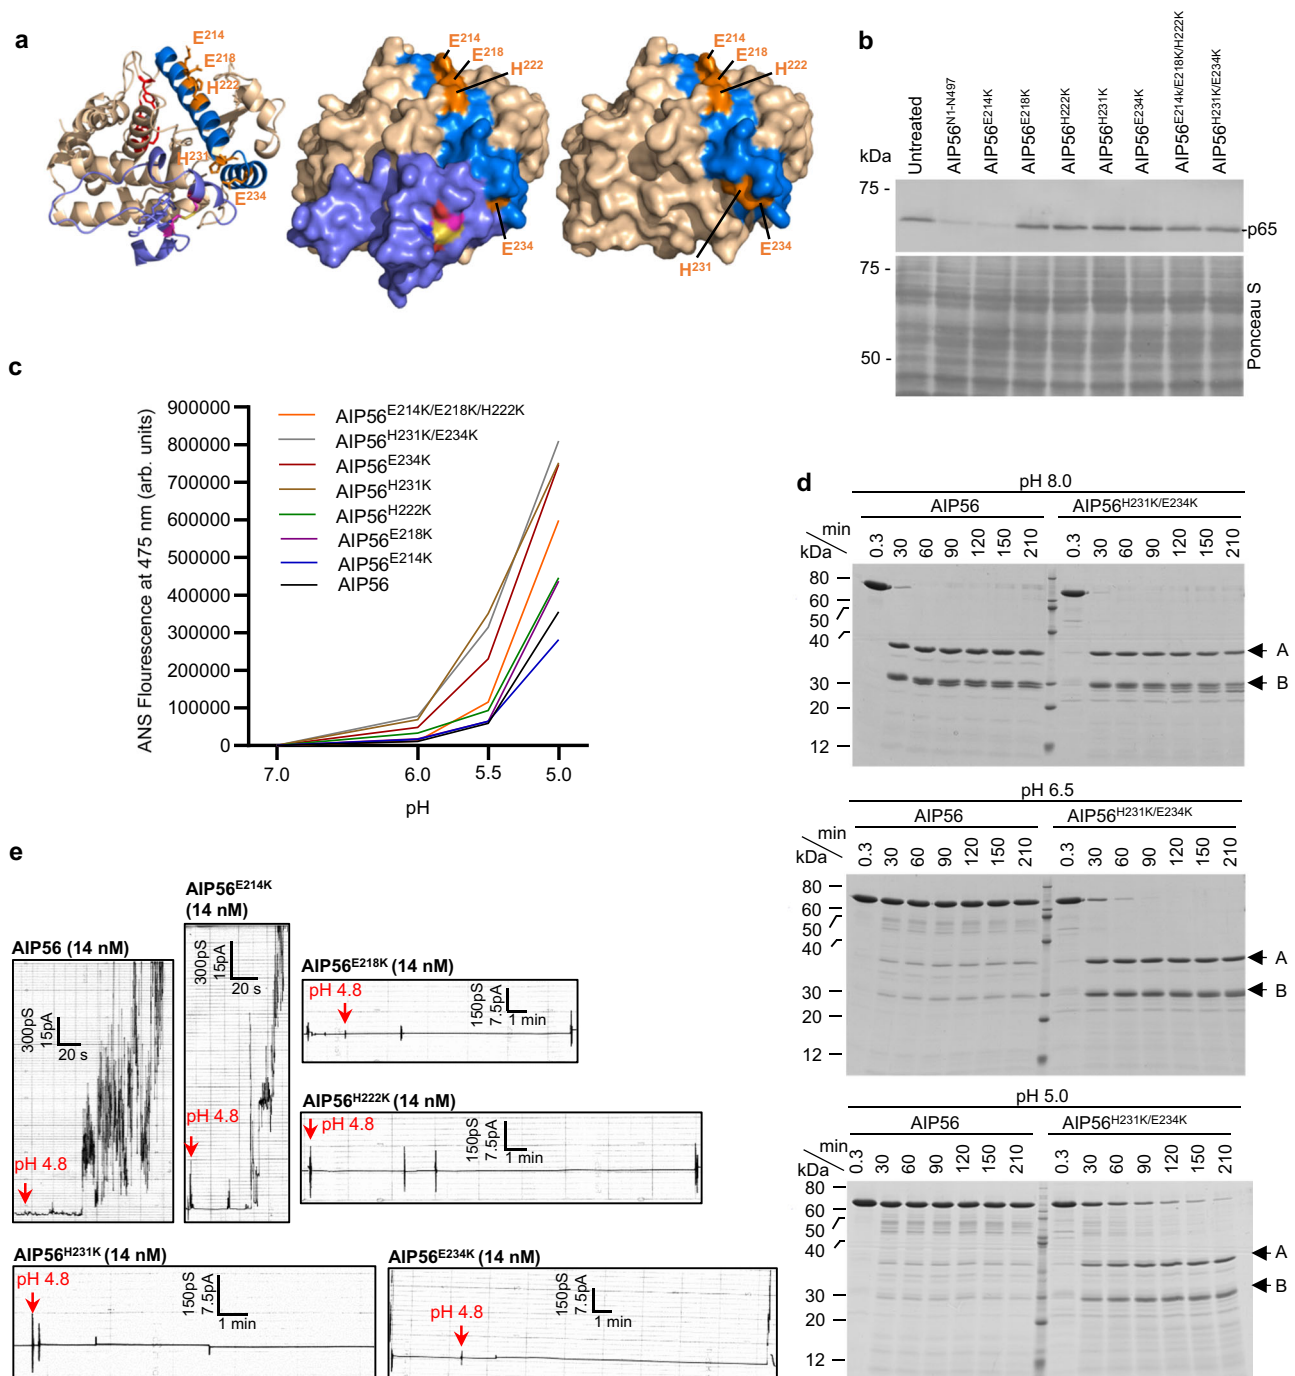 a
E214
E218
H222
H231
E234
E214
E218
H222
E234
E214
E218
H222
H231
E234
b
kDa
Untreated
AIP56N1-N497
AIP56E214K
AIP56E218K
AIP56H222K
AIP56H231K
AIP56E234K
AIP56E214k/E218K/H222K
AIP56H231K/E234K
75 -
-p65
75 -
50 -
Ponceau S
c
ANS Flourescence at 475 nm (arb. units)
900000
800000
700000
600000
500000
400000
300000
200000
100000
0
7.0
6.0
5.5
5.0
pH
AIP56E214K/E218K/H222K
AIP56H231K/E234K
AIP56E234K
AIP56H231K
AIP56H222K
AIP56E218K
AIP56E214K
AIP56
d
pH 8.0
AIP56
AIP56H231K/E234K
min
kDa
0.3 30 60 90 120 150 210
0.3 30 60 90 120 150 210
80
60
50
40
30
20
12
A
B
pH 6.5
AIP56
AIP56H231K/E234K
min
kDa
0.3 30 60 90 120 150 210
0.3 30 60 90 120 150 210
80
60
50
40
30
20
12
A
B
pH 5.0
AIP56
AIP56H231K/E234K
min
kDa
0.3 30 60 90 120 150 210
0.3 30 60 90 120 150 210
80
60
50
40
30
20
12
A
B
e
AIP56 (14 nM)
300pS
15pA
20 s
pH 4.8
AIP56E214K
(14 nM)
300pS
15pA
20 s
pH 4.8
AIP56E218K (14 nM)
pH 4.8
150pS
7.5pA
1 min
AIP56H222K (14 nM)
pH 4.8
150pS
7.5pA
1 min
AIP56H231K (14 nM)
pH 4.8
150pS
7.5pA
1 min
AIP56E234K (14 nM)
pH 4.8
150pS
7.5pA
1 min